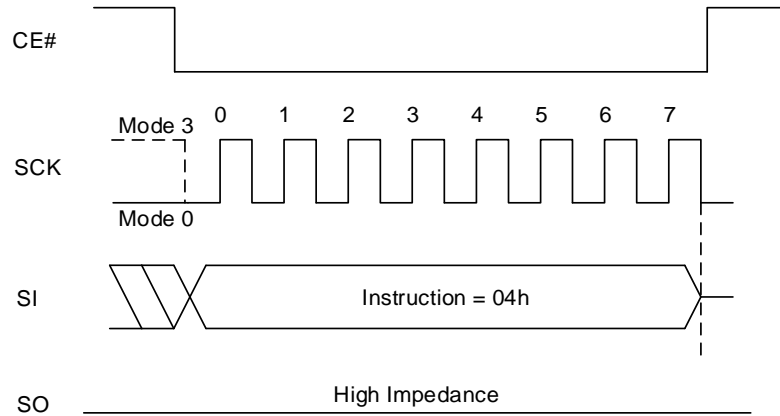 CE#
0 1 2 3 4 5 6 7
Mode 3
SCK
Mode 0
SI
Instruction = 04h
SO
High Impedance